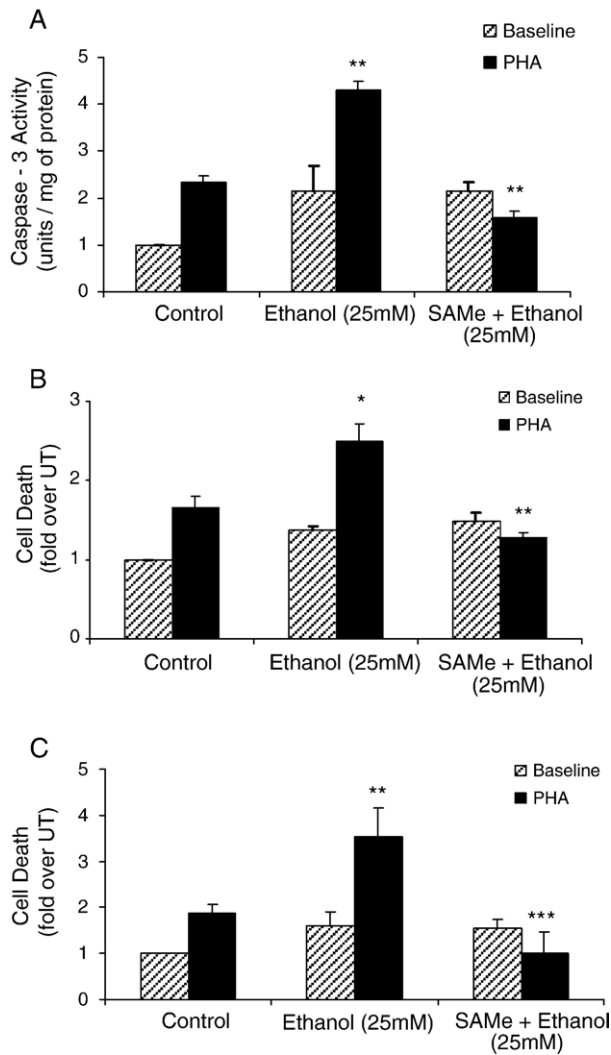 A
Baseline
PHA
Caspase - 3 Activity
(units / mg of protein)
5
4
3
2
1
0
**
**
Control
Ethanol (25mM)
SAMe + Ethanol
(25mM)
B
Baseline
PHA
Cell Death
(fold over UT)
3
2
1
0
*
**
Control
Ethanol (25mM)
SAMe + Ethanol
(25mM)
C
Baseline
PHA
Cell Death
(fold over UT)
5
4
3
2
1
0
**
***
Control
Ethanol (25mM)
SAMe + Ethanol
(25mM)